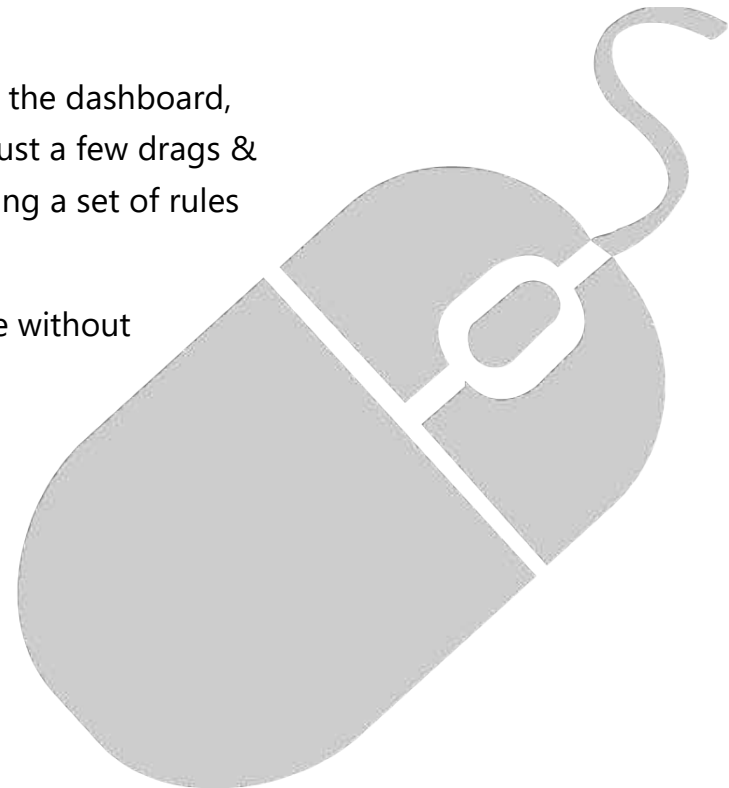 the dashboard,
ust a few drags &
ng a set of rules
e without